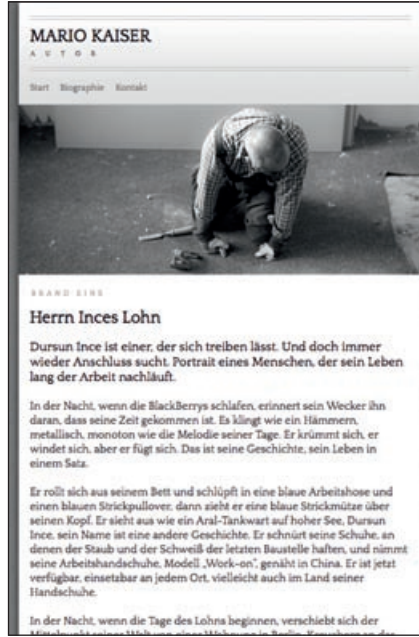 MARIO KAISER
AUTOR
Start Biographie Kontakt
BRAND EINS
Herrn Inces Lohn
Dursun Ince ist einer, der sich treiben lässt. Und doch immer
wieder Anschluss sucht. Portrait eines Menschen, der sein Leben
lang der Arbeit nachläuft.
In der Nacht, wenn die BlackBerrys schlafen, erinnert sein Wecker ihn
daran, dass seine Zeit gekommen ist. Es klingt wie ein Hämmern,
metallisch, monoton wie die Melodie seiner Tage. Er krümmt sich, er
windet sich, aber er fügt sich. Das ist seine Geschichte, sein Leben in
einem Satz.
Er rollt sich aus seinem Bett und schlüpft in eine blaue Arbeitshose und
einen blauen Strickpullover, dann zieht er eine blaue Strickmütze über
seinen Kopf. Er sieht aus wie ein Aral-Tankwart auf hoher See, Dursun
Ince, sein Name ist eine andere Geschichte. Er schnürt seine Schuhe, an
denen der Staub und der Schweiß der letzten Baustelle haften, und nimmt
seine Arbeitshandschuhe, Modell „Work-on“, genäht in China. Er ist jetzt
verfügbar, einsetzbar an jedem Ort, vielleicht auch im Land seiner
Handschuhe.
In der Nacht, wenn die Tage des Lohns beginnen, verschiebt sich der